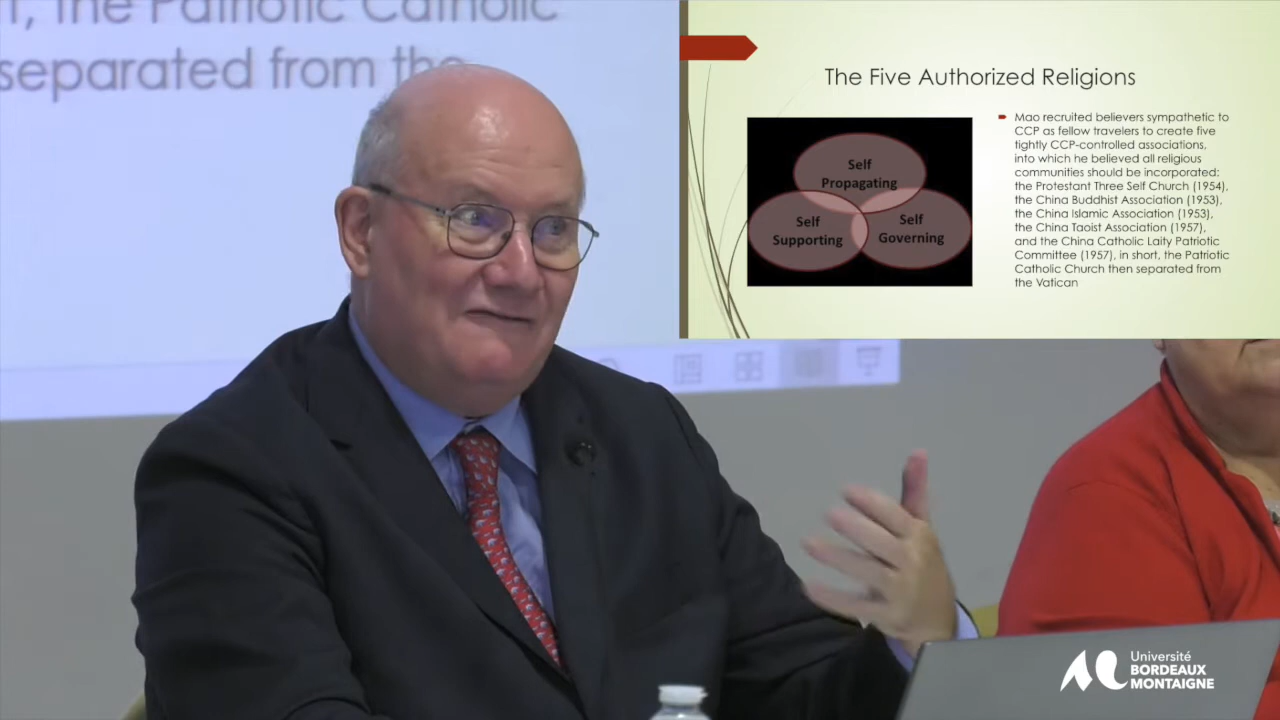 t, the Patriotic Catholic
separated from the
The Five Authorized Religions
Self
Propagating
Self
Supporting
Self
Governing
Mao recruited believers sympathetic to
CCP as fellow travelers to create five
tightly CCP-controlled associations,
into which he believed all religious
communities should be incorporated:
the Protestant Three Self Church (1954),
the China Buddhist Association (1953),
the China Islamic Association (1953),
the China Taoist Association (1957),
and the China Catholic Laity Patriotic
Committee (1957), in short, the Patriotic
Catholic Church then separated from
the Vatican
Université
BORDEAUX
MONTAIGNE